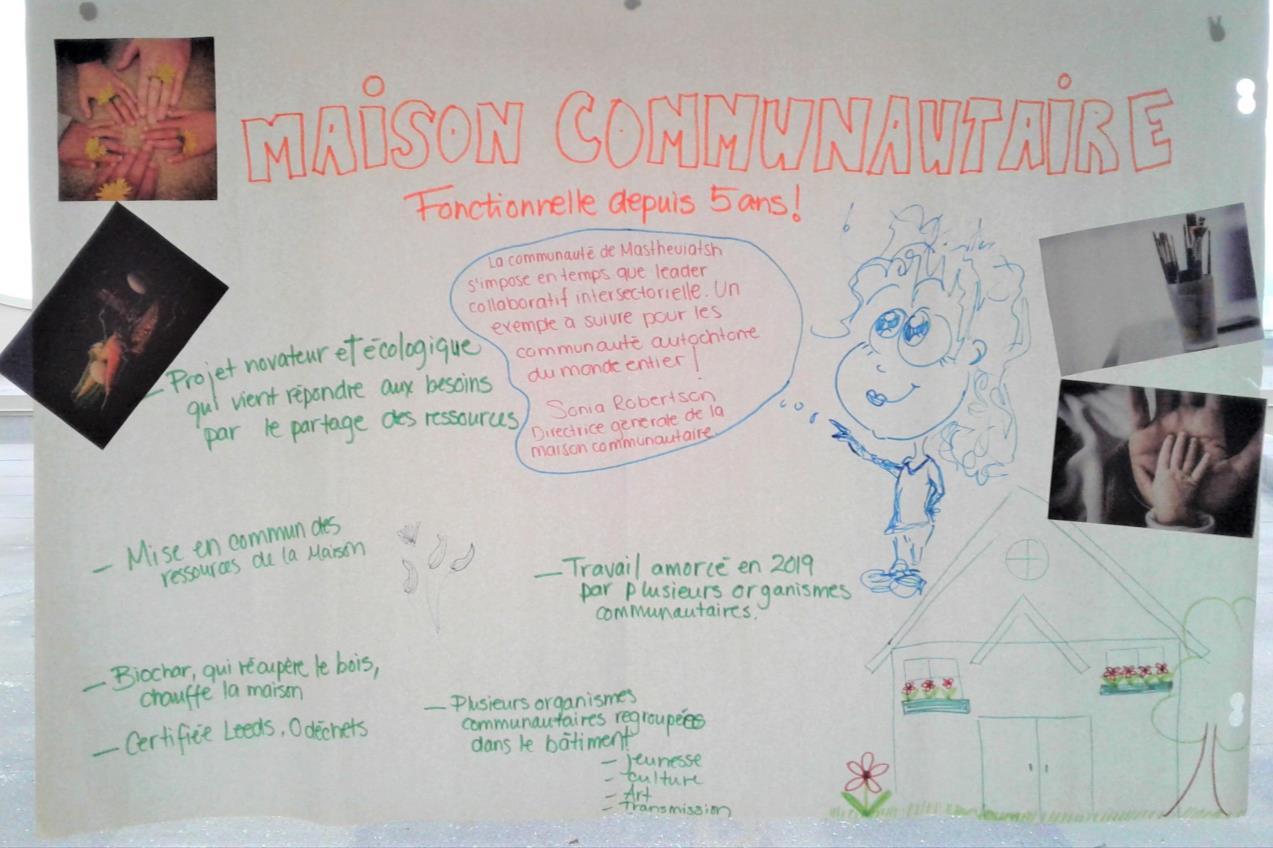 MAiSON COMMUNAUTAiRE
Fonctionnelle depuis 5 ans!
La communauté de Mastheuiatsh
s'impose en temps que leader
collaboratif intersectorielle. Un
exemple à suivre pour les
communauté autochtone
du monde entier!
Sonia Robertson
Directrice générale de la
maison communautaire.
- Projet novateur et écologique
qui vient répondre aux besoins
par le partage des ressources
- Mise en commun des
ressources de la Maison
- Travail amorcé en 2019
par plusieurs organismes
communautaires.
- Biochar, qui récupère le bois,
chauffe la maison
- Certifiée Leeds, 0 déchets
- Plusieurs organismes
communautaires regroupées
dans le bâtiment
- Jeunesse
- culture
- Art
- Transmission